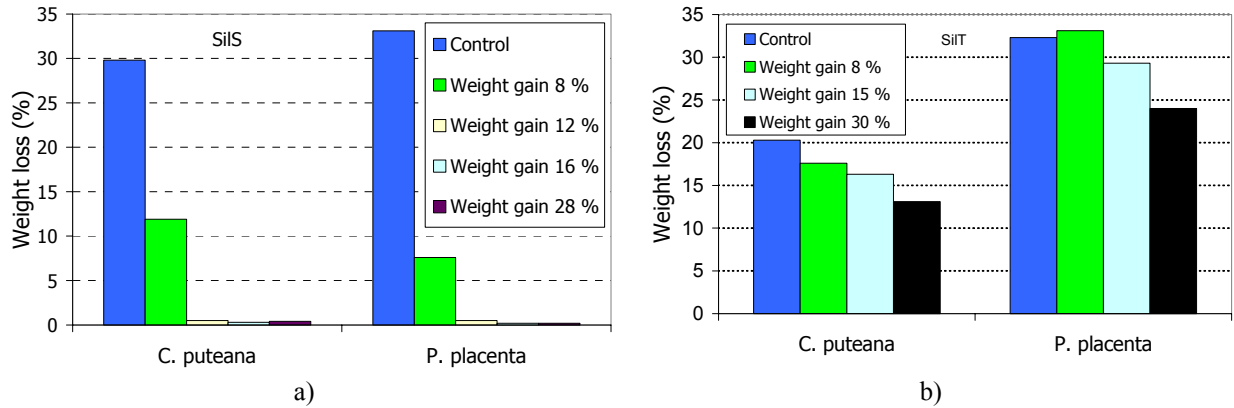 SilS
Control
Weight gain 8 %
Weight gain 12 %
Weight gain 16 %
Weight gain 28 %
Weight loss (%)
35
30
25
20
15
10
5
0
C. puteana P. placenta
a)
SilT
Control
Weight gain 8 %
Weight gain 15 %
Weight gain 30 %
Weight loss (%)
35
30
25
20
15
10
5
0
C. puteana P. placenta
b)